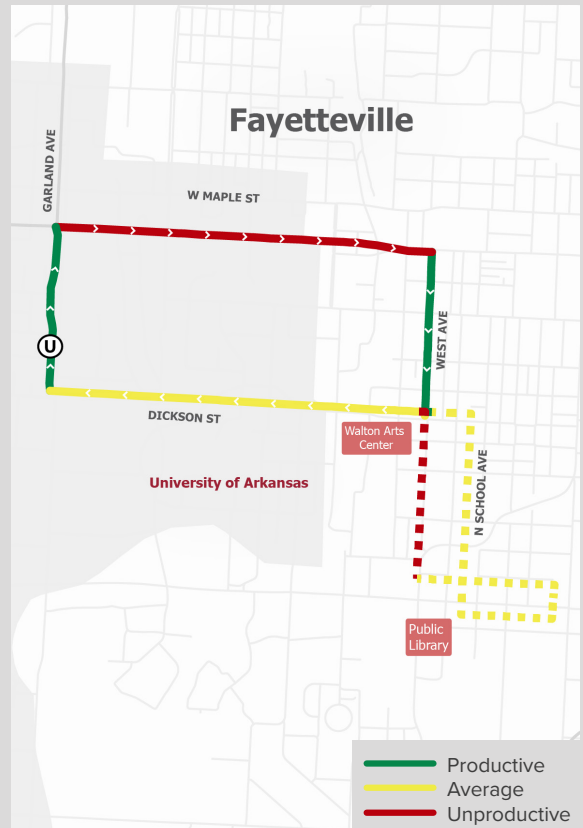 Fayetteville
GARLAND AVE
W MAPLE ST
WEST AVE
U
DICKSON ST
Walton Arts
Center
N SCHOOL AVE
University of Arkansas
Public
Library
Productive
Average
Unproductive